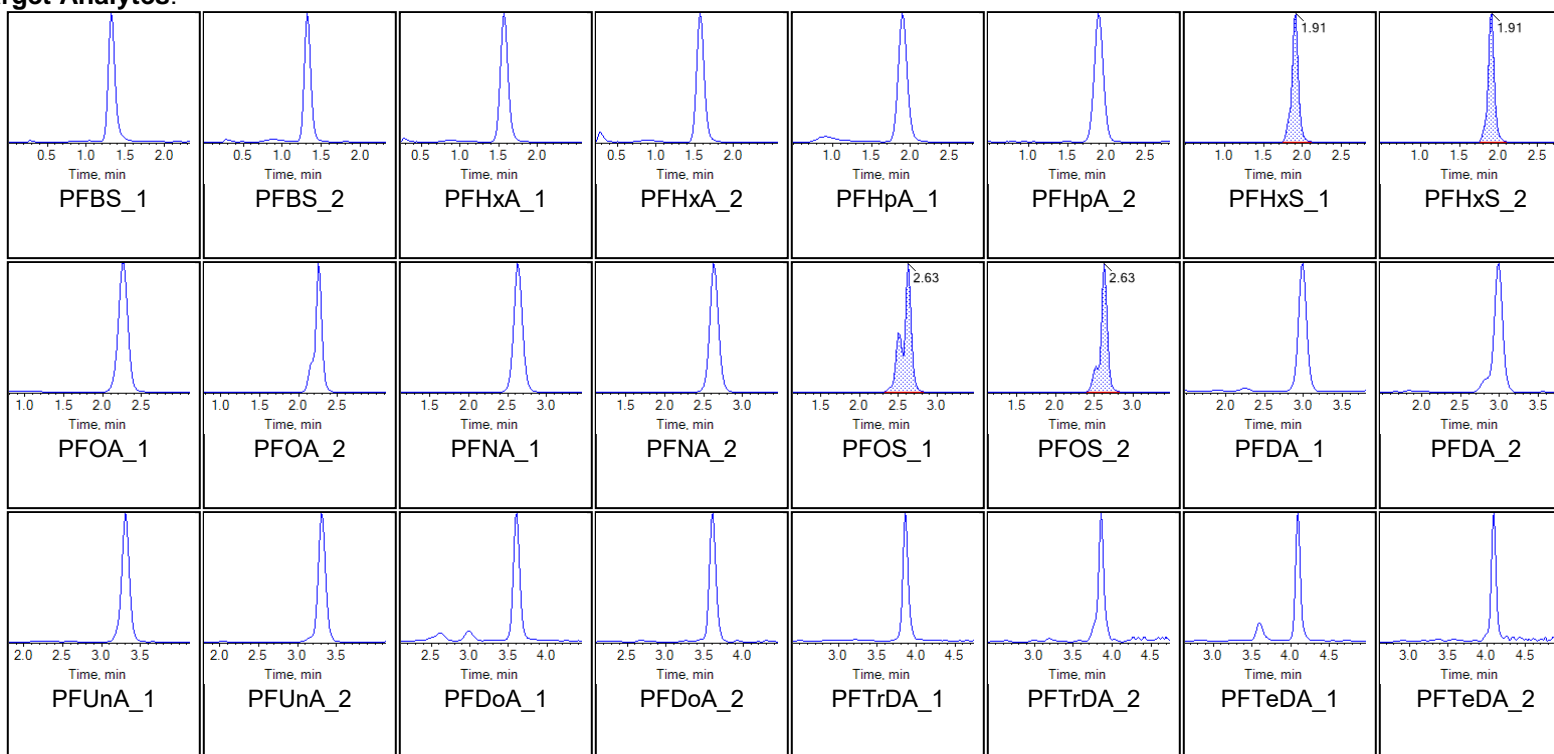 rget Analytes:
1.91 1.91
0.5 1.0 1.5 2.0 0.5 1.0 1.5 2.0 0.5 1.0 1.5 2.0 0.5 1.0 1.5 2.0 1.0 1.5 2.0 2.5 1.0 1.5 2.0 2.5 1.0 1.5 2.0 2.5 1.0 1.5 2.0 2.5
Time, min Time, min Time, min Time, min Time, min Time, min Time, min Time, min
PFBS_1 PFBS_2 PFHxA_1 PFHxA_2 PFHpA_1 PFHpA_2 PFHxS_1 PFHxS_2
2.63 2.63
1.0 1.5 2.0 2.5 1.0 1.5 2.0 2.5 1.5 2.0 2.5 3.0 1.5 2.0 2.5 3.0 1.5 2.0 2.5 3.0 1.5 2.0 2.5 3.0 2.0 2.5 3.0 3.5 2.0 2.5 3.0 3.5
Time, min Time, min Time, min Time, min Time, min Time, min Time, min Time, min
PFOA_1 PFOA_2 PFNA_1 PFNA_2 PFOS_1 PFOS_2 PFDA_1 PFDA_2
2.0 2.5 3.0 3.5 2.0 2.5 3.0 3.5 2.5 3.0 3.5 4.0 2.5 3.0 3.5 4.0 3.0 3.5 4.0 4.5 3.0 3.5 4.0 4.5 3.0 3.5 4.0 4.5 3.0 3.5 4.0 4.5
Time, min Time, min Time, min Time, min Time, min Time, min Time, min Time, min
PFUnA_1 PFUnA_2 PFDoA_1 PFDoA_2 PFTrDA_1 PFTrDA_2 PFTeDA_1 PFTeDA_2